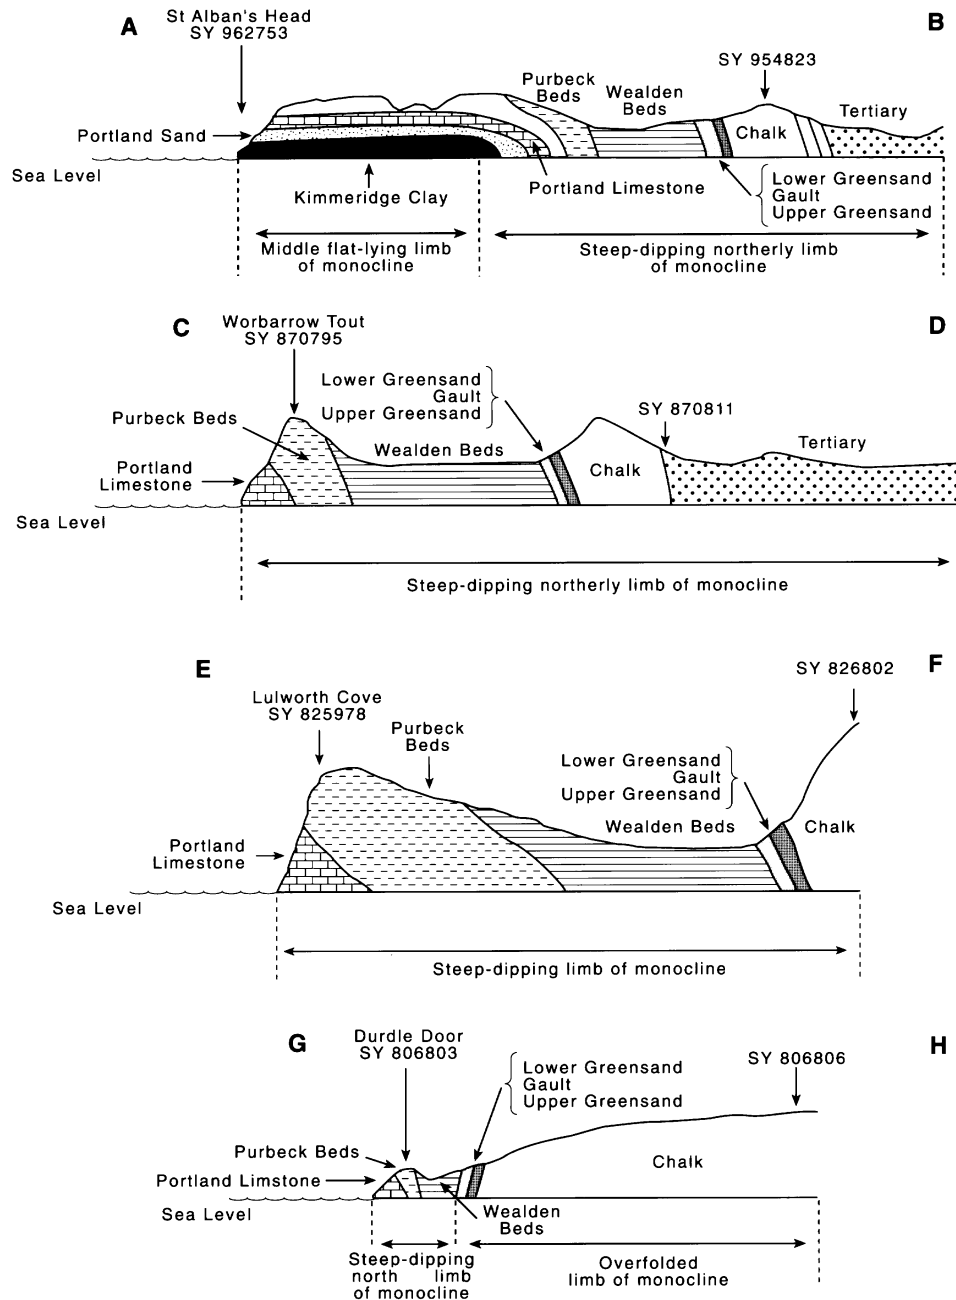 A
St Alban's Head
SY 962753
B
SY 954823
Purbeck
Beds
Wealden
Beds
Tertiary
Portland Sand
Chalk
Sea Level
Kimmeridge Clay
Portland Limestone
Lower Greensand
Gault
Upper Greensand
Middle flat-lying limb
of monocline
Steep-dipping northerly limb
of monocline
C
Worbarrow Tout
SY 870795
D
Lower Greensand
Gault
Upper Greensand
SY 870811
Purbeck Beds
Wealden Beds
Tertiary
Portland
Limestone
Chalk
Sea Level
Steep-dipping northerly limb of monocline
E
Lulworth Cove
SY 825978
F
SY 826802
Purbeck
Beds
Lower Greensand
Gault
Upper Greensand
Wealden Beds
Chalk
Portland
Limestone
Sea Level
Steep-dipping limb of monocline
G
Durdle Door
SY 806803
H
SY 806806
Lower Greensand
Gault
Upper Greensand
Purbeck Beds
Portland Limstone
Chalk
Sea Level
Wealden
Beds
Steep-dipping
north limb
of monocline
Overfolded
limb of monocline